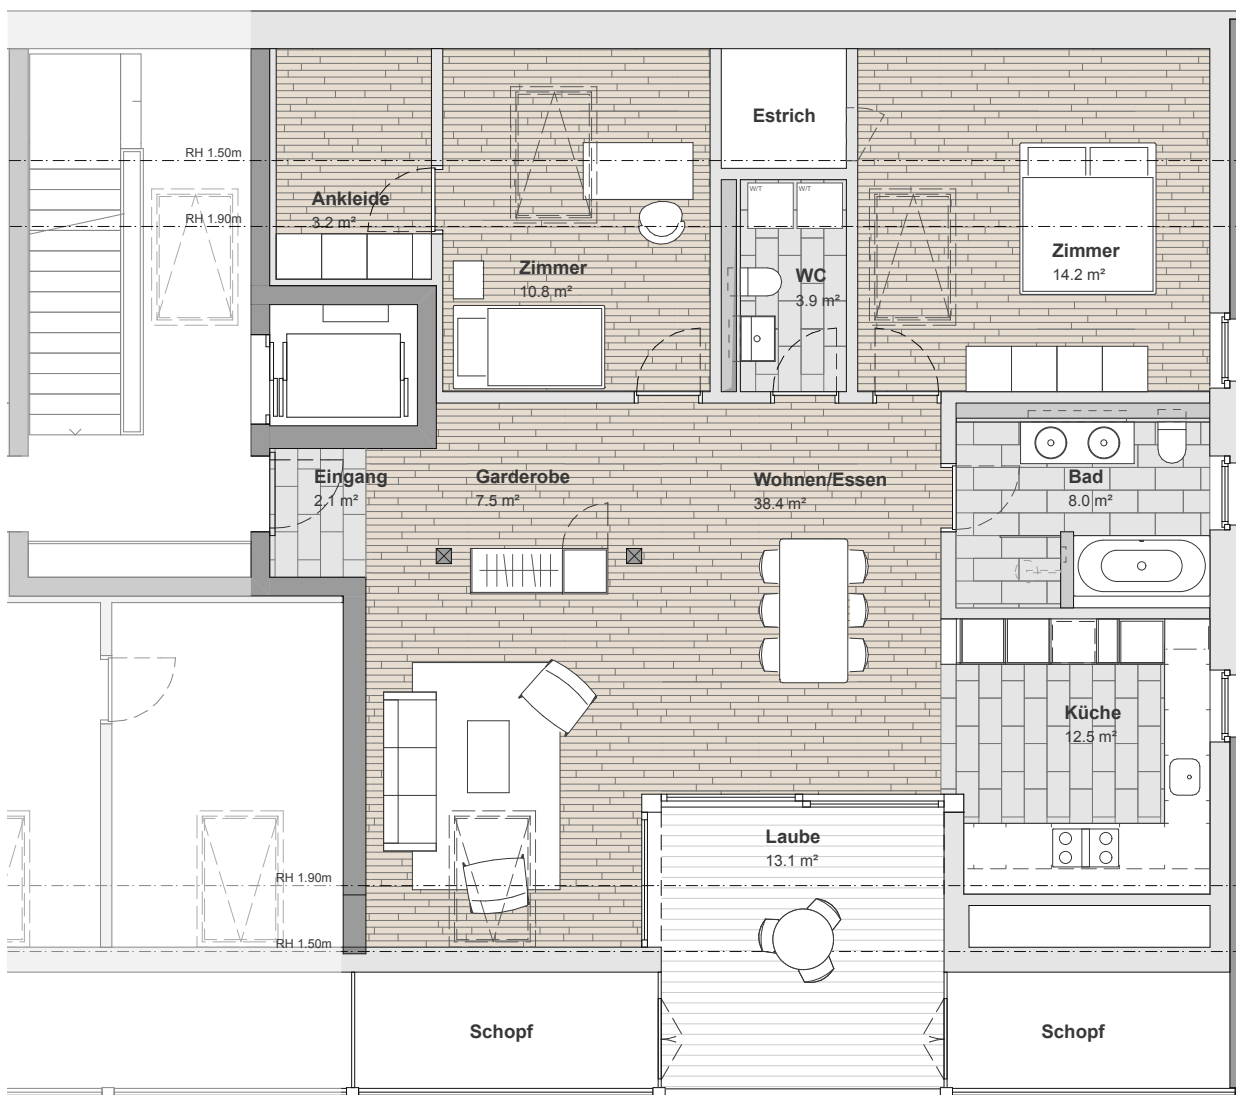 Estrich
RH 1.50m
W/T
W/T
Ankleide
3.2 m²
RH 1.90m
Zimmer
10.8 m²
WC
3.9 m²
Zimmer
14.2 m²
Eingang
2.1 m²
Garderobe
7.5 m²
Wohnen/Essen
38.4 m²
Bad
8.0 m²
Küche
12.5 m²
Laube
13.1 m²
RH 1.90m
RH 1.50m
Schopf
Schopf